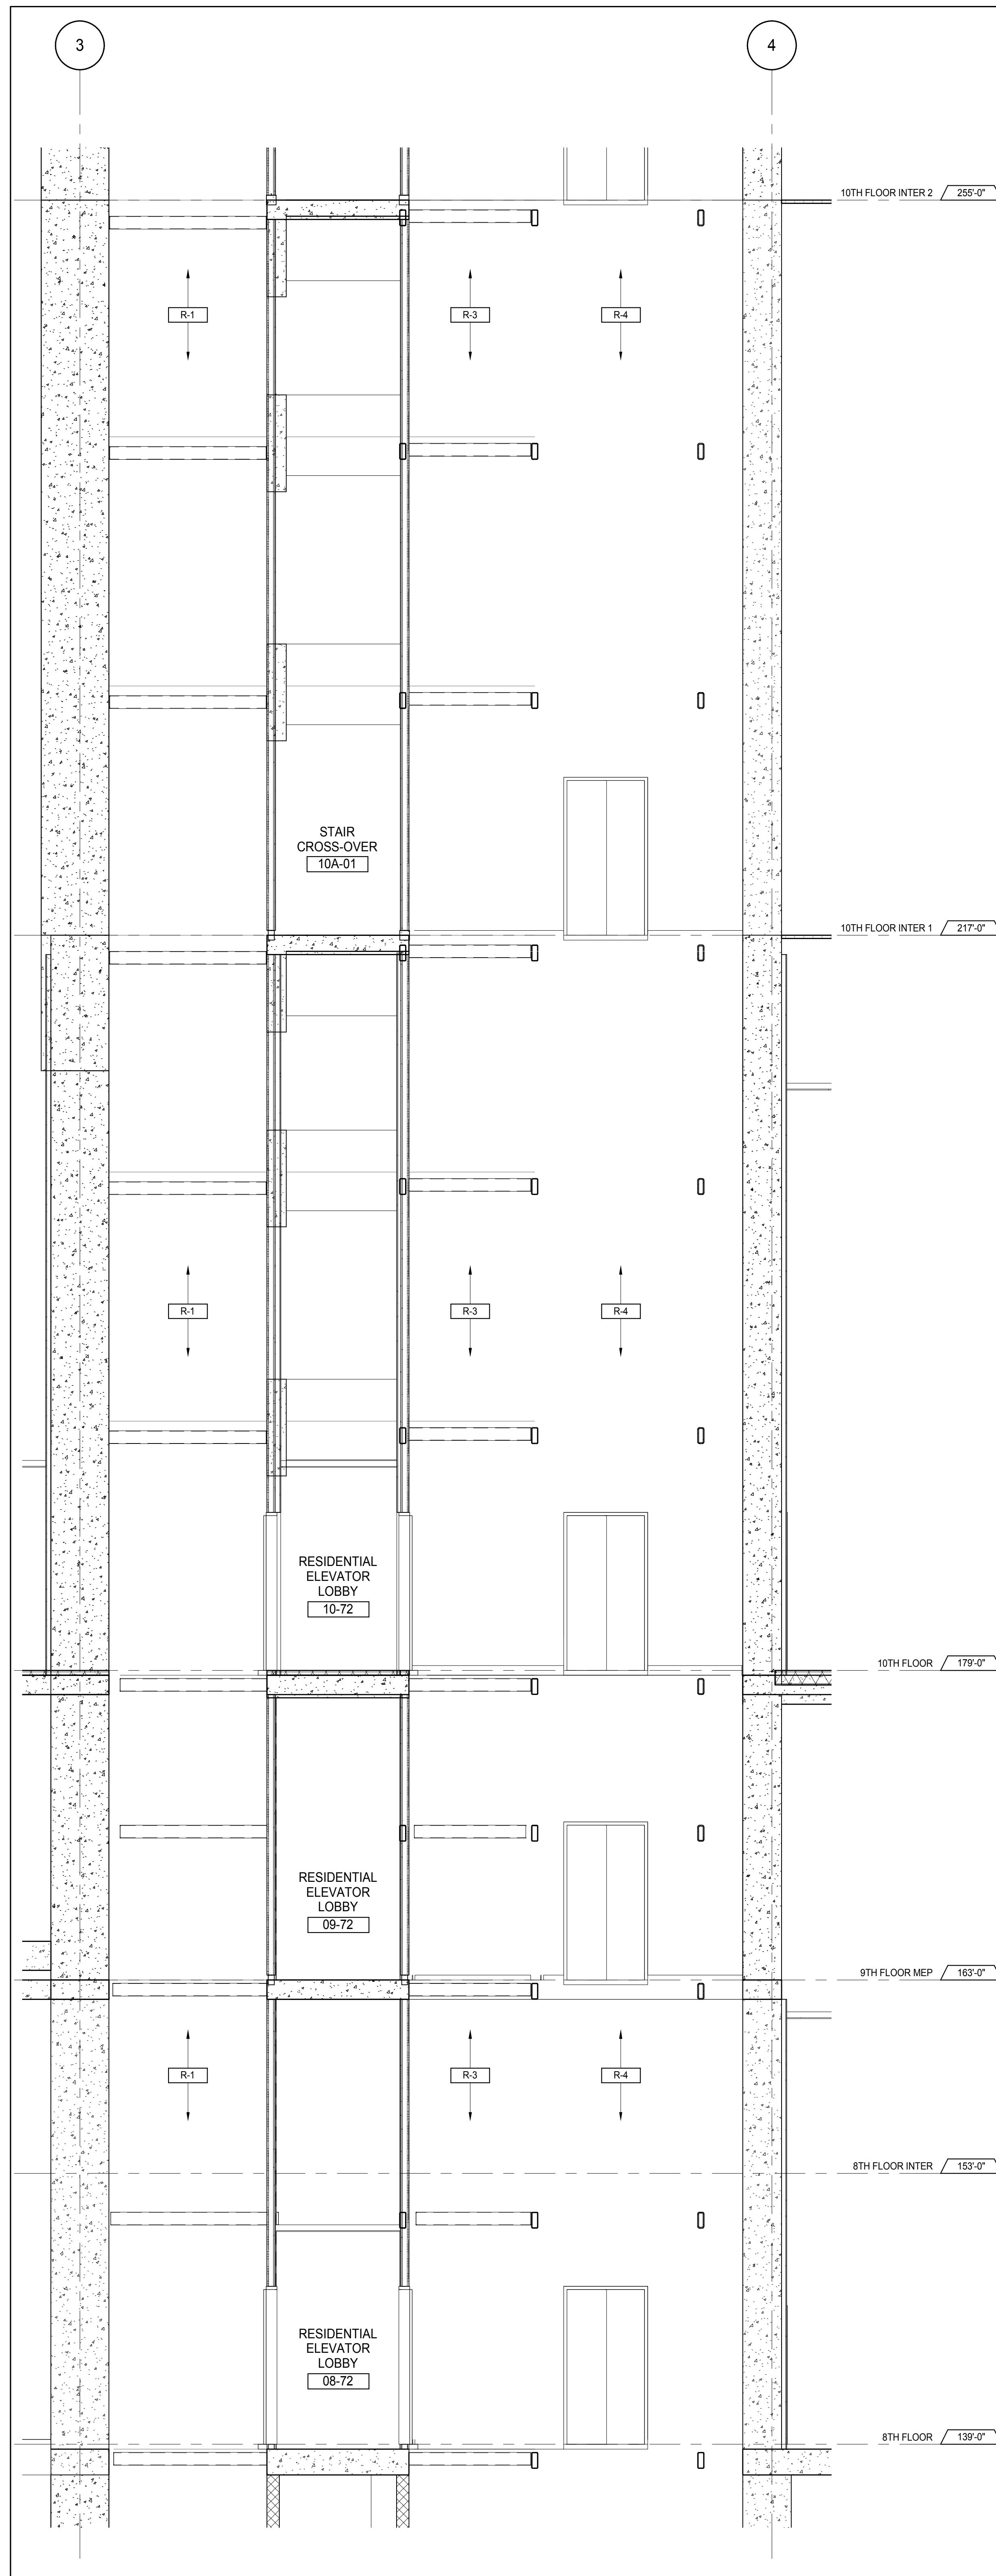 3
4
10TH FLOOR INTER 2 255'-0"
R-1
R-3
R-4
STAIR
CROSS-OVER
10A-01
10TH FLOOR INTER 1 217'-0"
R-1
R-3
R-4
RESIDENTIAL
ELEVATOR
LOBBY
10-72
10TH FLOOR 179'-0"
RESIDENTIAL
ELEVATOR
LOBBY
09-72
9TH FLOOR MEP 163'-0"
R-1
R-3
R-4
8TH FLOOR INTER 153'-0"
RESIDENTIAL
ELEVATOR
LOBBY
08-72
8TH FLOOR 139'-0"